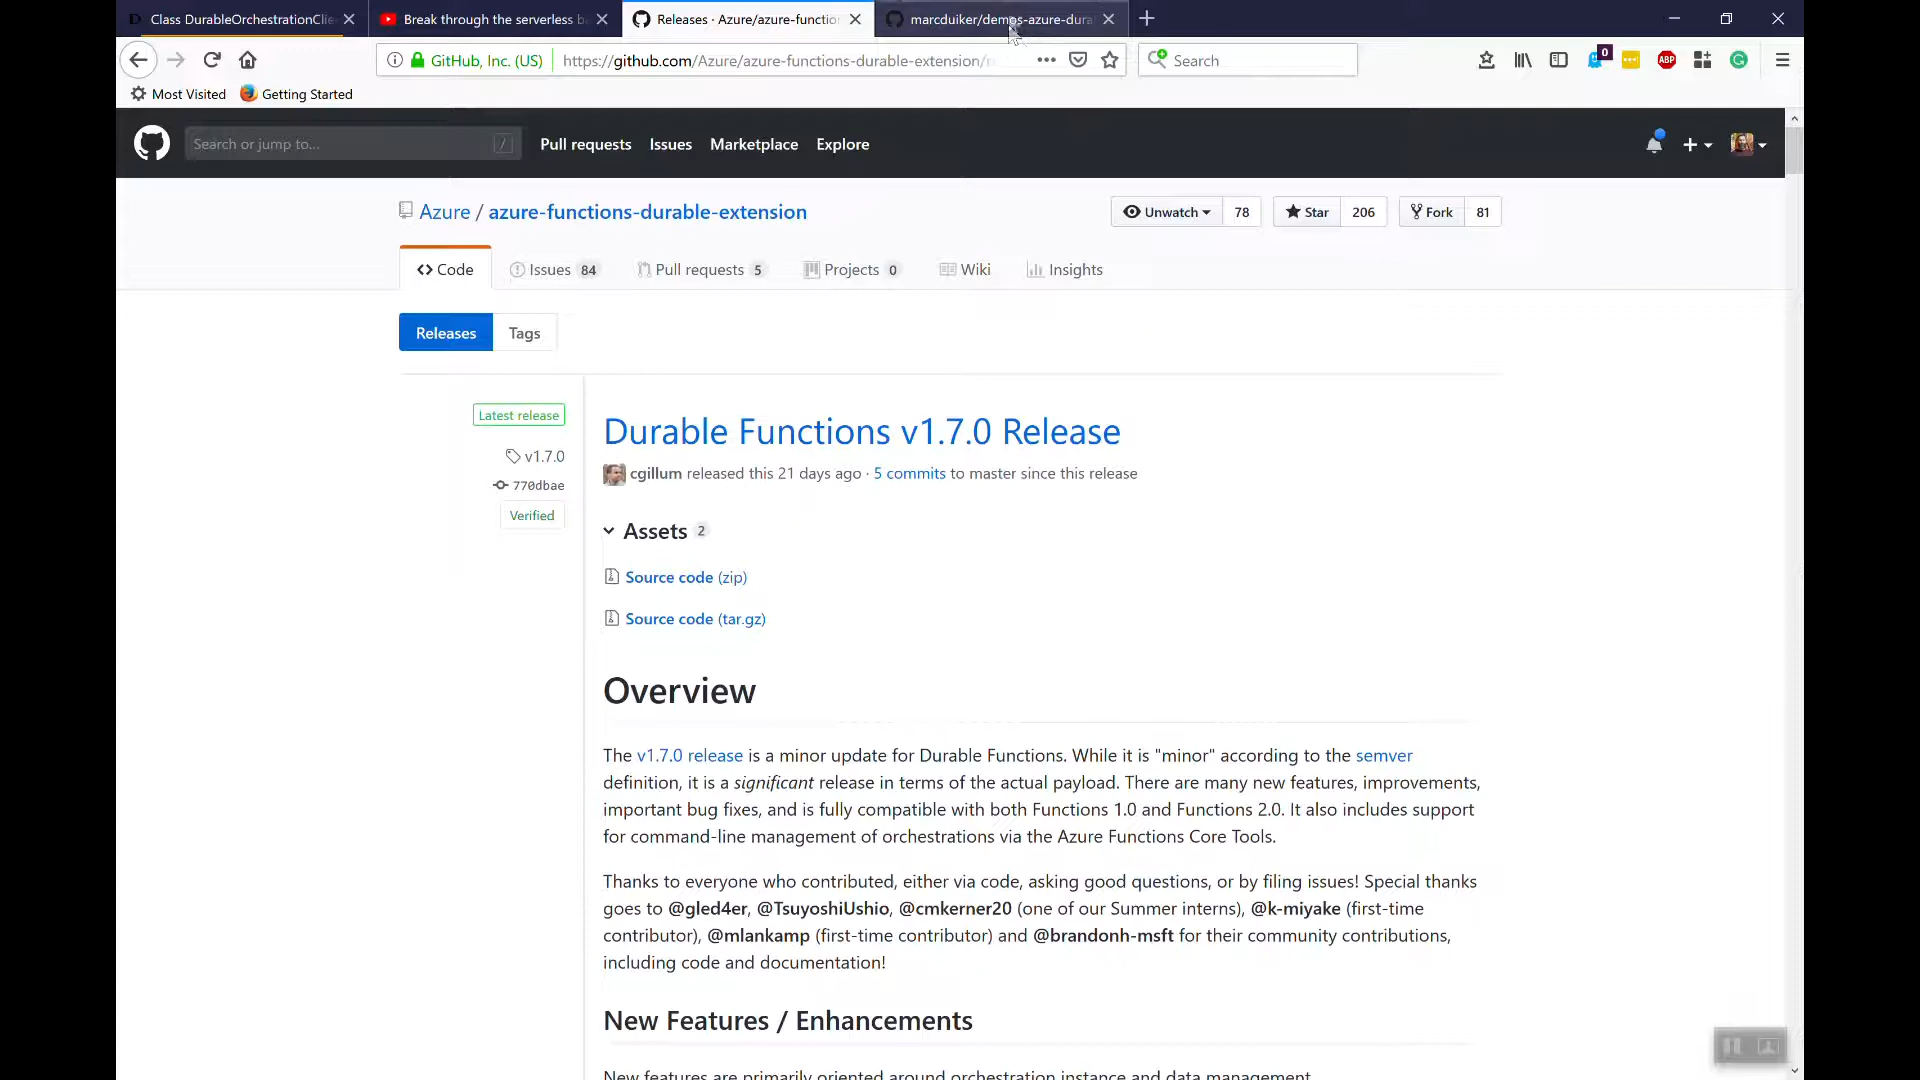 Class DurableOrchestrationClie
Break through the serverless b
Releases · Azure/azure-functio
marcduiker/demos-azure-dura
GitHub, Inc. (US)
https://github.com/Azure/azure-functions-durable-extension/r
Search
0
ABP
Most Visited
Getting Started
Search or jump to...
/
Pull requests
Issues
Marketplace
Explore
Azure / azure-functions-durable-extension
Unwatch
78
Star
206
Fork
81
Code
Issues 84
Pull requests 5
Projects 0
Wiki
Insights
Releases
Tags
Latest release
v1.7.0
770dbae
Verified
Durable Functions v1.7.0 Release
cgillum released this 21 days ago · 5 commits to master since this release
Assets 2
Source code (zip)
Source code (tar.gz)
Overview
The v1.7.0 release is a minor update for Durable Functions. While it is "minor" according to the semver
definition, it is a significant release in terms of the actual payload. There are many new features, improvements,
important bug fixes, and is fully compatible with both Functions 1.0 and Functions 2.0. It also includes support
for command-line management of orchestrations via the Azure Functions Core Tools.
Thanks to everyone who contributed, either via code, asking good questions, or by filing issues! Special thanks
goes to @gled4er, @TsuyoshiUshio, @cmkerner20 (one of our Summer interns), @k-miyake (first-time
contributor), @mlankamp (first-time contributor) and @brandonh-msft for their community contributions,
including code and documentation!
New Features / Enhancements
New features are primarily oriented around orchestration instance and data management.